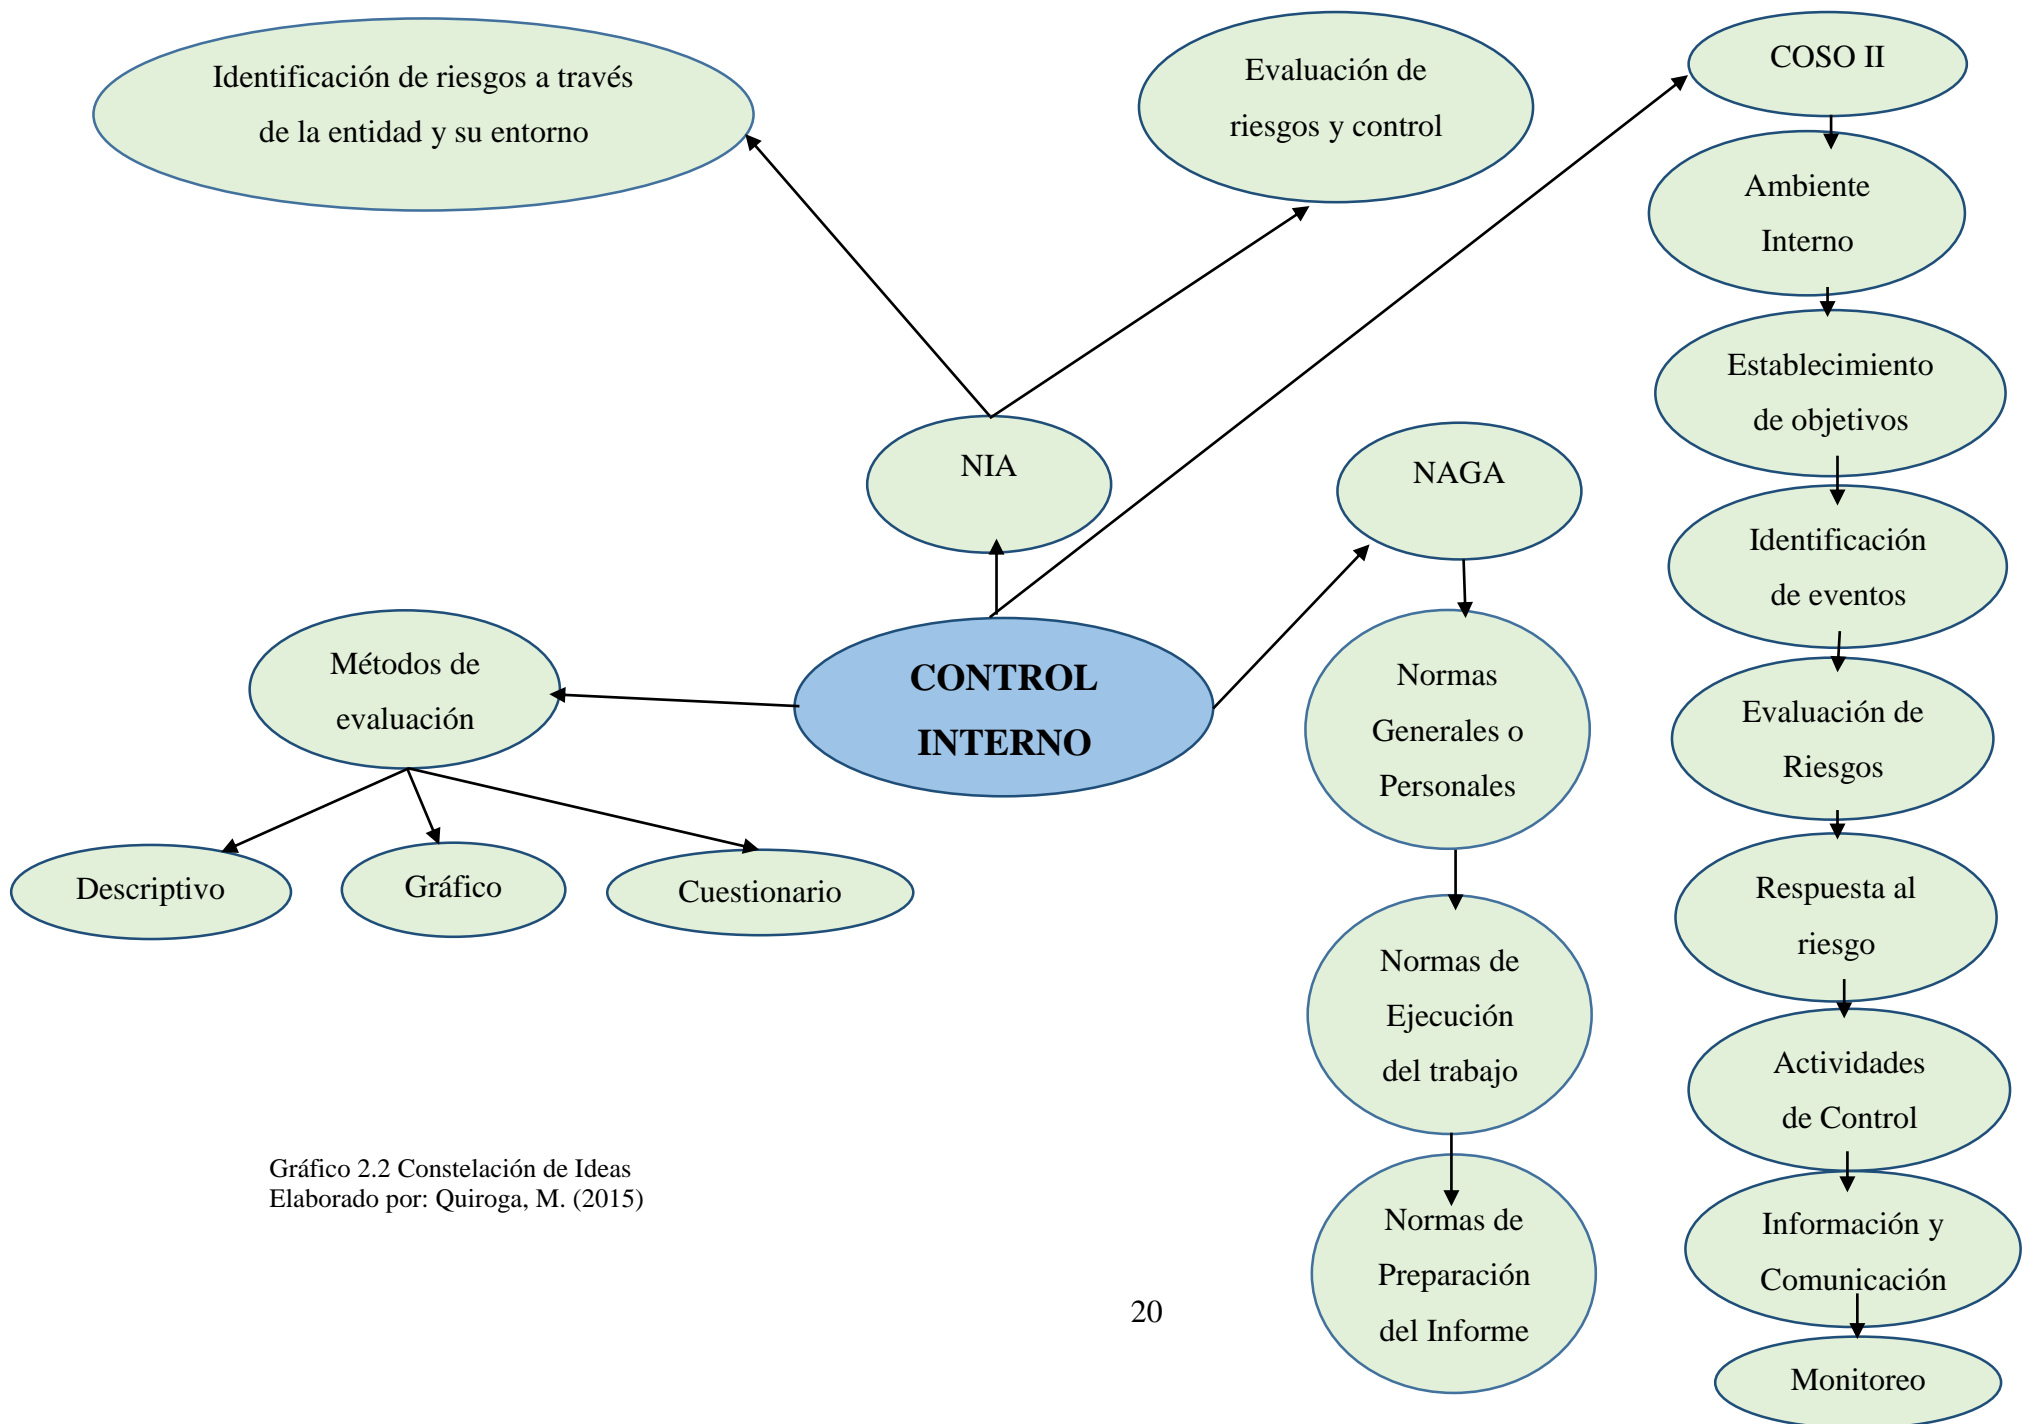 Identificación de riesgos a través
de la entidad y su entorno
Evaluación de
riesgos y control
COSO II
Ambiente
Interno
Establecimiento
de objetivos
Identificación
de eventos
Evaluación de
Riesgos
Respuesta al
riesgo
Actividades
de Control
Información y
Comunicación
Monitoreo
NIA
NAGA
Normas
Generales o
Personales
Normas de
Ejecución
del trabajo
Normas de
Preparación
del Informe
CONTROL
INTERNO
Métodos de
evaluación
Descriptivo
Gráfico
Cuestionario
Gráfico 2.2 Constelación de Ideas
Elaborado por: Quiroga, M. (2015)
20